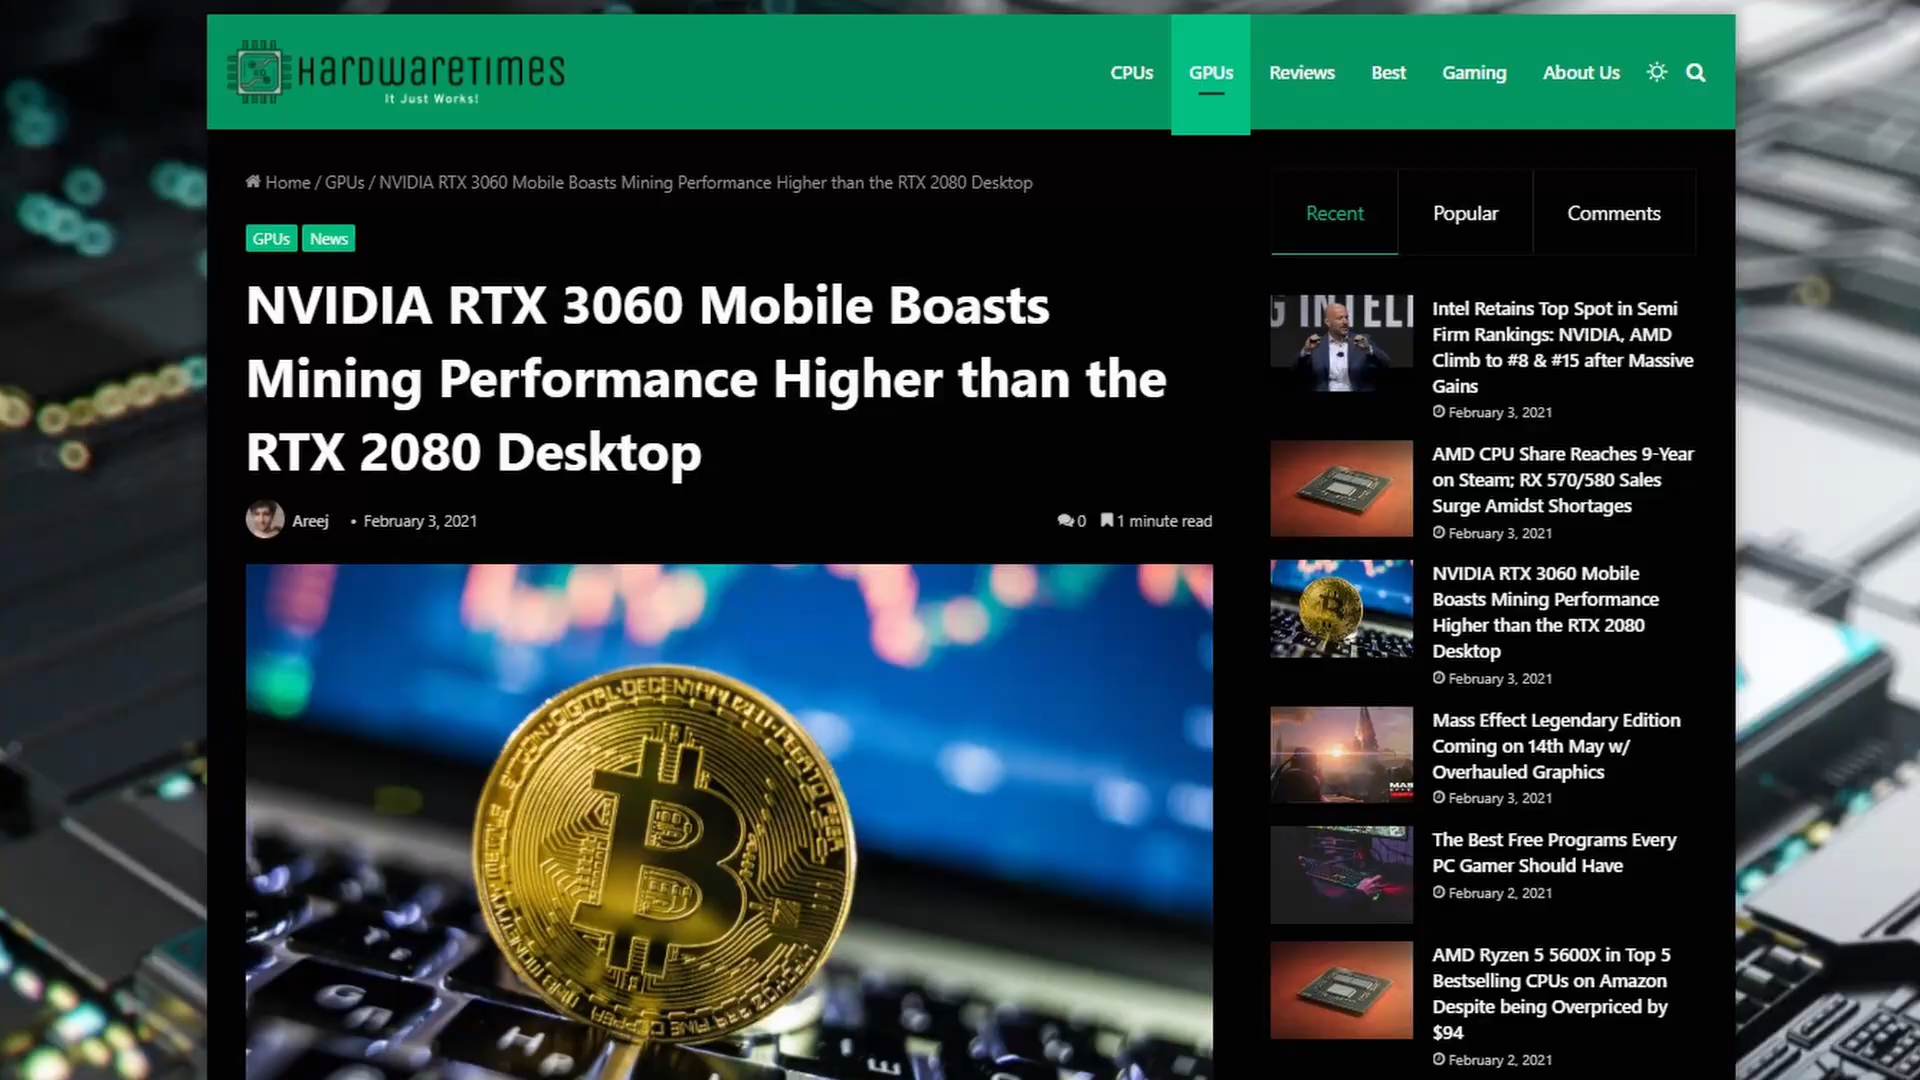 HARDWARETIMES
It Just Works!
CPUs
GPUs
Reviews
Best
Gaming
About Us
Home / GPUs / NVIDIA RTX 3060 Mobile Boasts Mining Performance Higher than the RTX 2080 Desktop
GPUs
News
NVIDIA RTX 3060 Mobile Boasts
Mining Performance Higher than the
RTX 2080 Desktop
Areej • February 3, 2021
0
1 minute read
Recent
Popular
Comments
G INTEL
Intel Retains Top Spot in Semi
Firm Rankings: NVIDIA, AMD
Climb to #8 & #15 after Massive
Gains
February 3, 2021
AMD CPU Share Reaches 9-Year
on Steam; RX 570/580 Sales
Surge Amidst Shortages
February 3, 2021
NVIDIA RTX 3060 Mobile
Boasts Mining Performance
Higher than the RTX 2080
Desktop
February 3, 2021
Mass Effect Legendary Edition
Coming on 14th May w/
Overhauled Graphics
February 3, 2021
The Best Free Programs Every
PC Gamer Should Have
February 2, 2021
AMD Ryzen 5 5600X in Top 5
Bestselling CPUs on Amazon
Despite being Overpriced by
$94
February 2, 2021